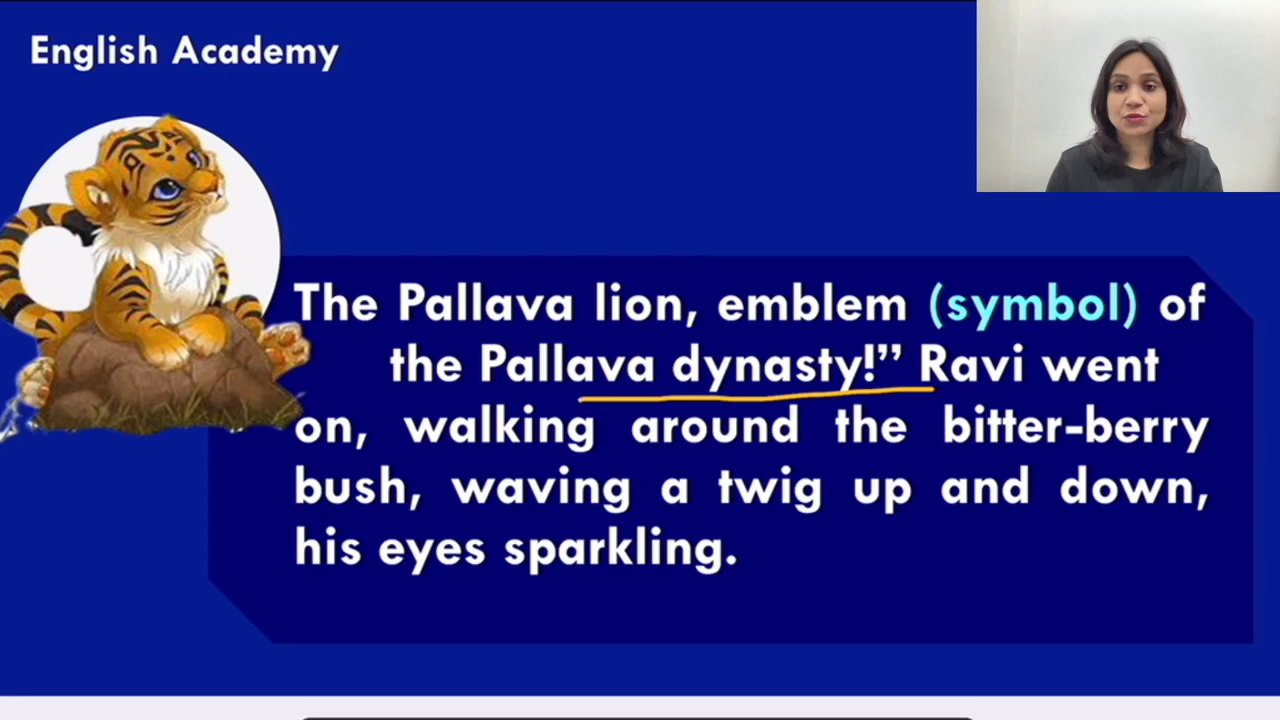 English Academy
The Pallava lion, emblem (symbol) of
the Pallava dynasty!” Ravi went
on, walking around the bitter-berry
bush, waving a twig up and down,
his eyes sparkling.